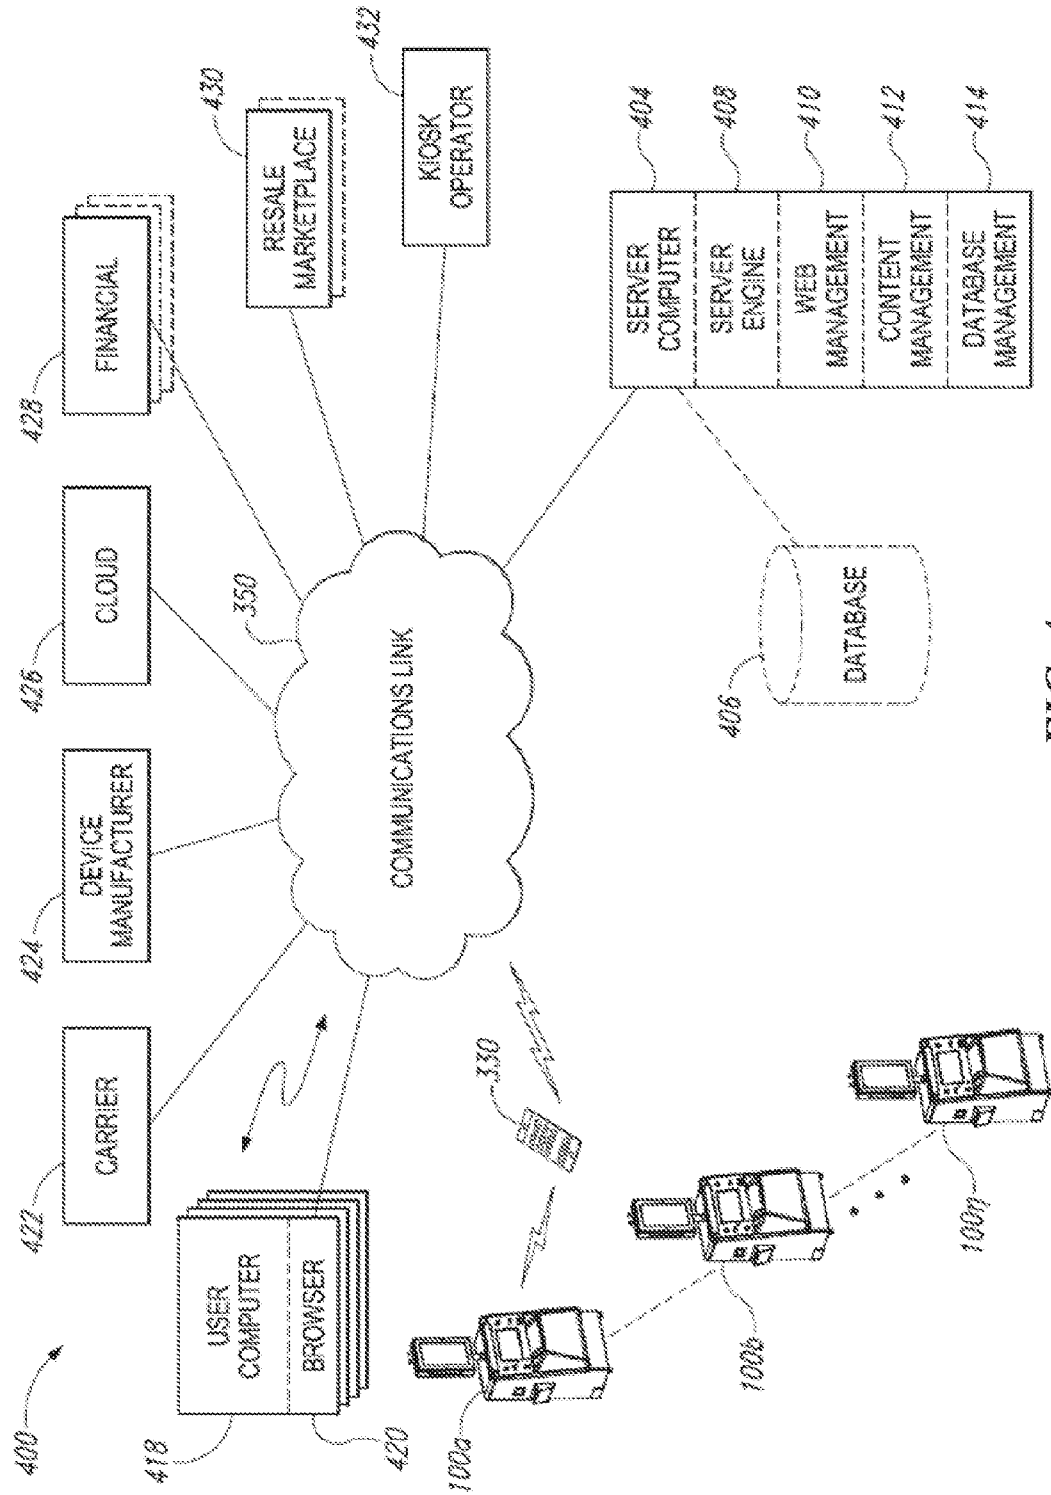 400
418
USER
COMPUTER
420
BROWSER
422
CARRIER
424
DEVICE
MANUFACTURER
426
CLOUD
428
FINANCIAL
430
RESALE
MARKETPLACE
432
KIOSK
OPERATOR
350
COMMUNICATIONS LINK
330
100a
100b
100n
406
DATABASE
404
SERVER
COMPUTER
408
SERVER
ENGINE
410
WEB
MANAGEMENT
412
CONTENT
MANAGEMENT
414
DATABASE
MANAGEMENT